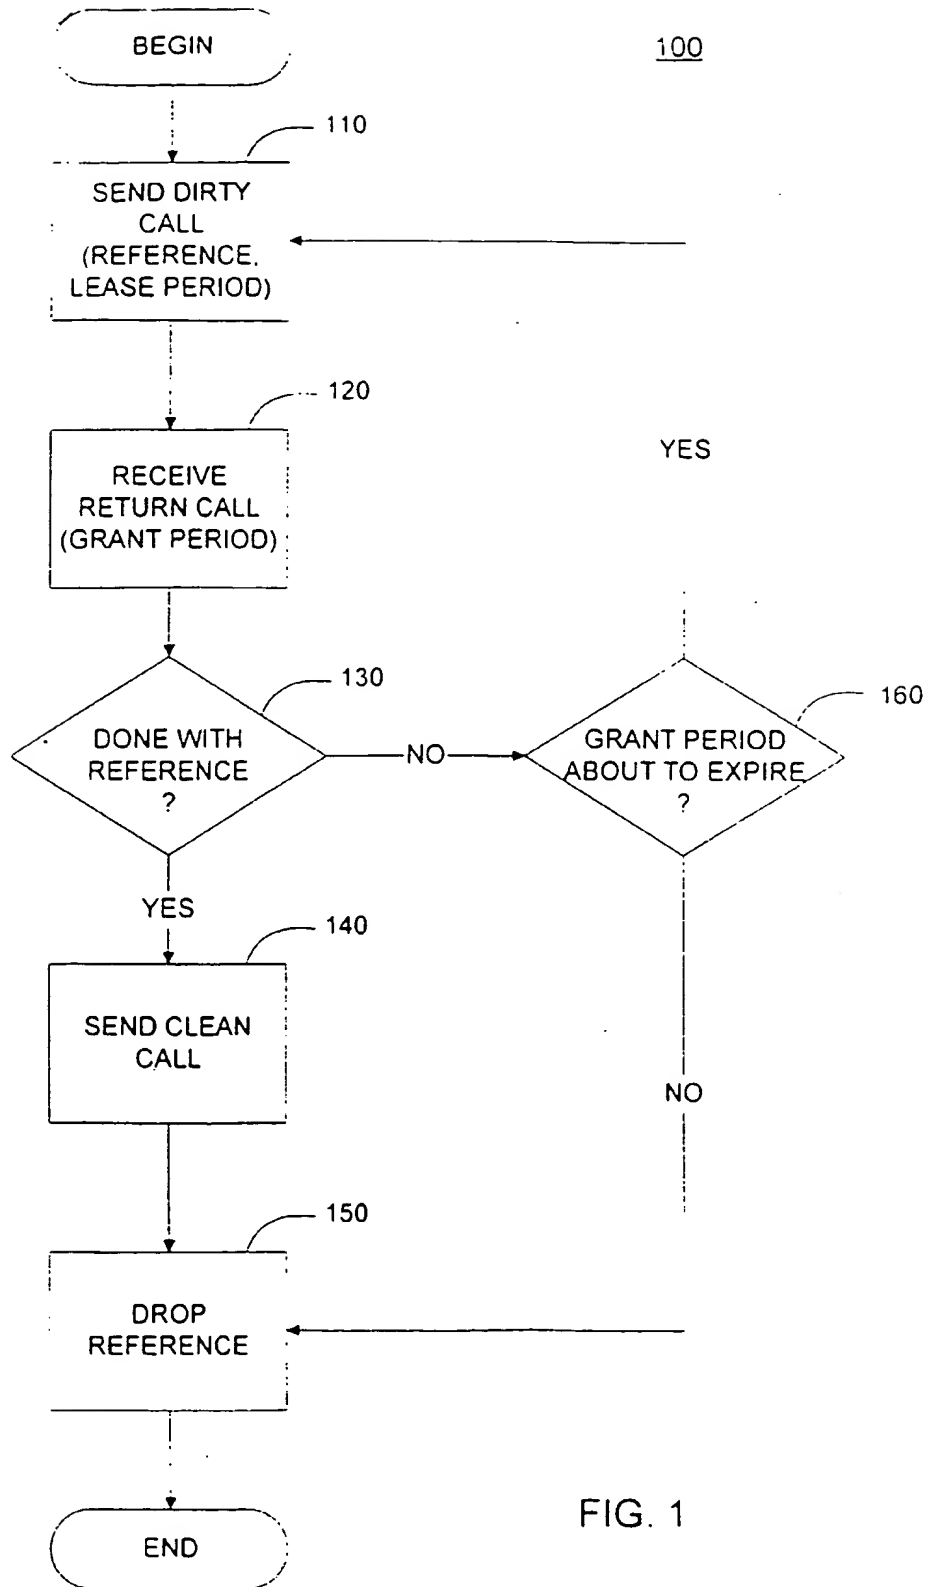 BEGIN
100
110
SEND DIRTY
CALL
(REFERENCE,
LEASE PERIOD)
120
RECEIVE
RETURN CALL
(GRANT PERIOD)
YES
130
DONE WITH
REFERENCE
?
NO
160
GRANT PERIOD
ABOUT TO EXPIRE
?
YES
140
SEND CLEAN
CALL
NO
150
DROP
REFERENCE
END
FIG. 1